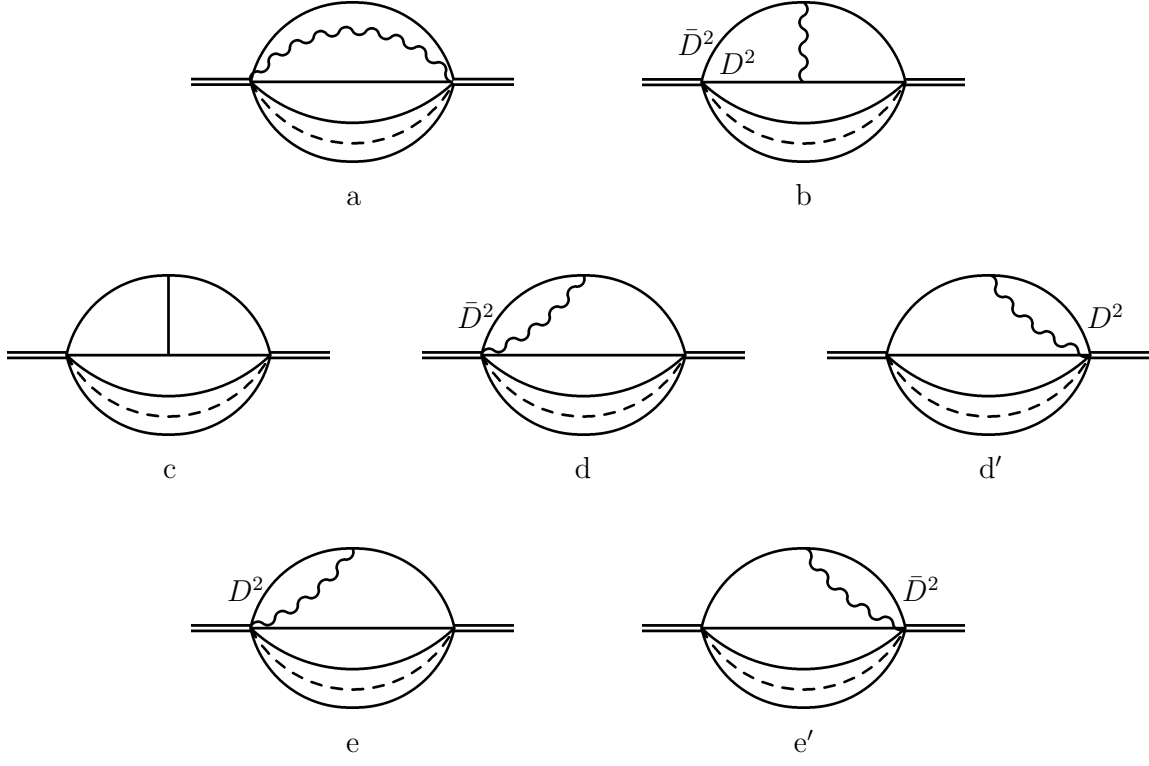 D̄² D²
a b
D̄² D²
c d d′
D² D̄²
e e′